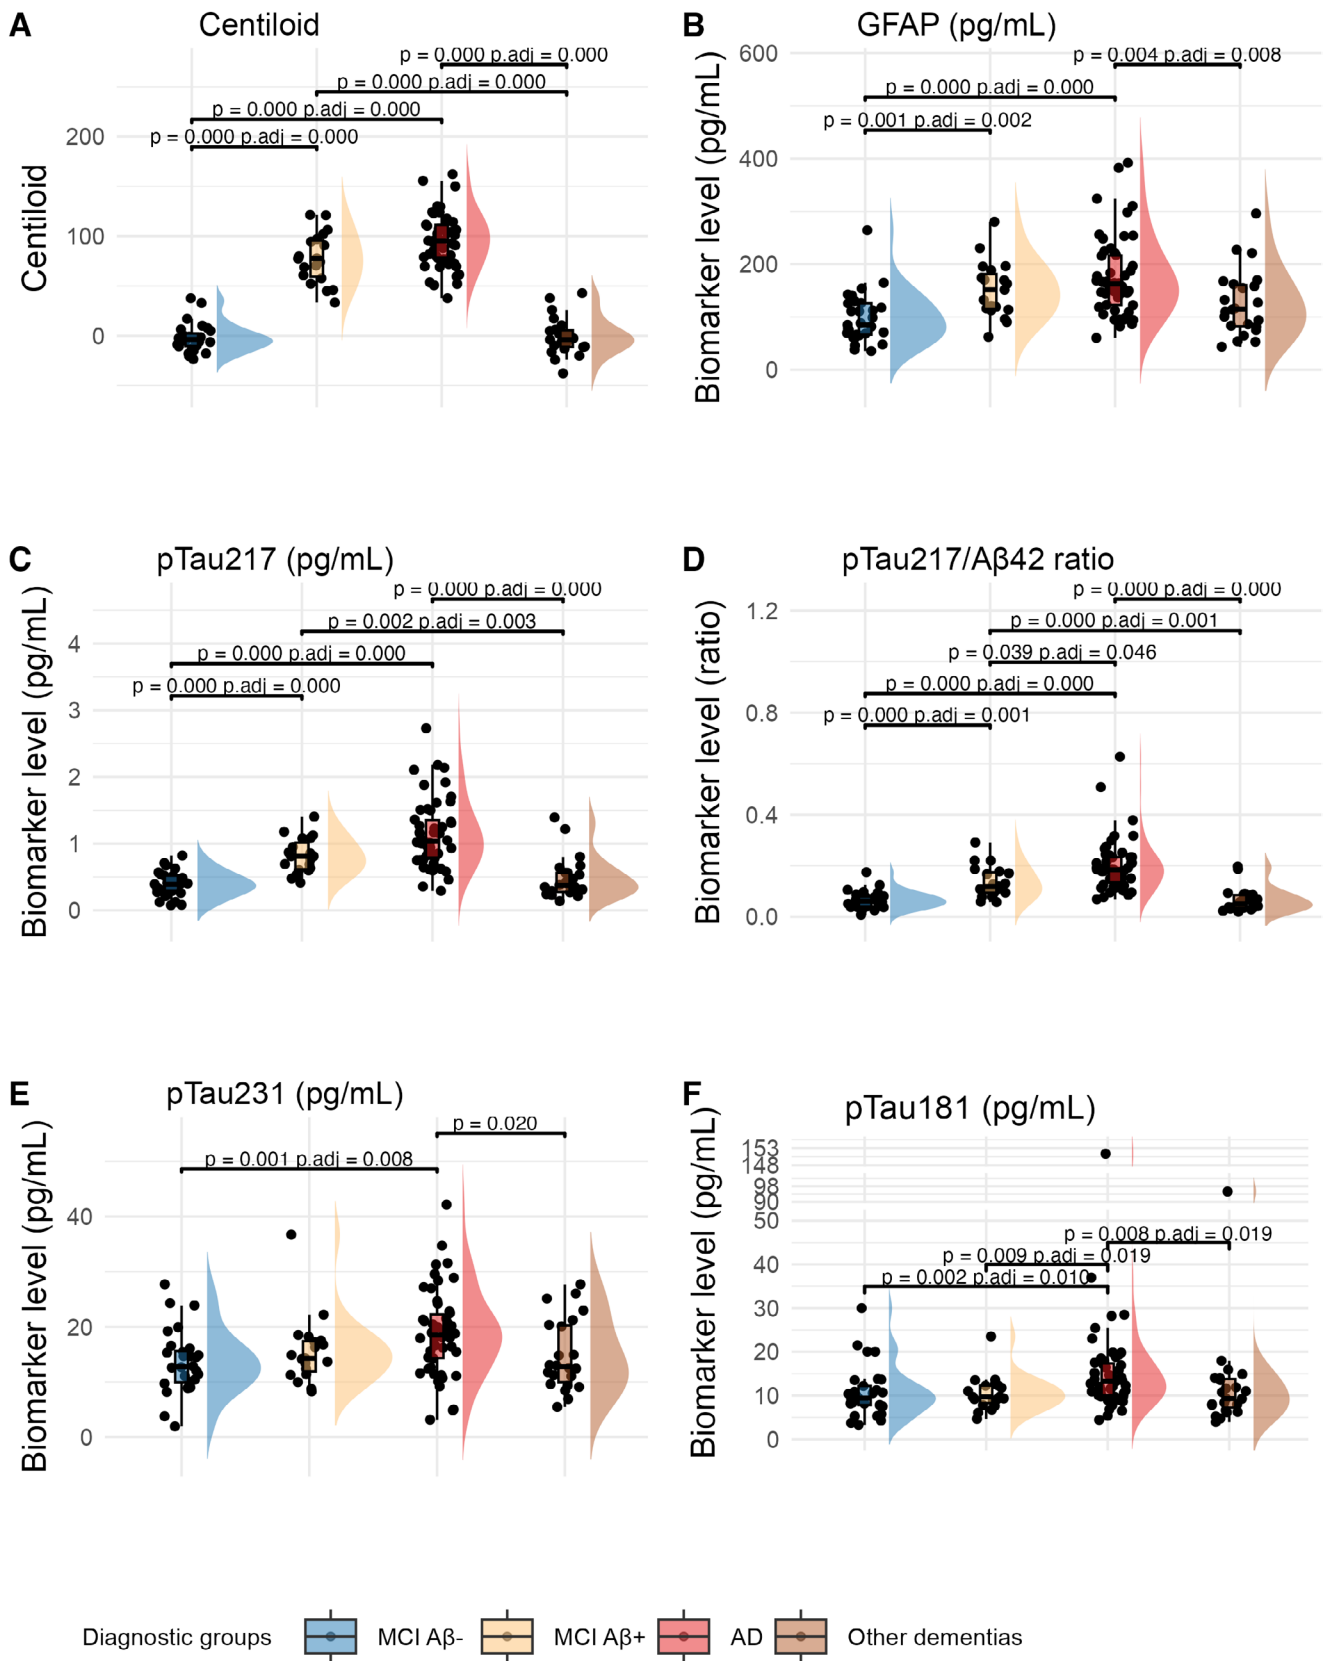 A
Centiloid
Centiloid
p = 0.000 p.adj = 0.000
p = 0.000 p.adj = 0.000
p = 0.000 p.adj = 0.000
p = 0.000 p.adj = 0.000
200
100
0
B
GFAP (pg/mL)
Biomarker level (pg/mL)
600
p = 0.004 p.adj = 0.008
p = 0.000 p.adj = 0.000
p = 0.001 p.adj = 0.002
400
200
0
C
pTau217 (pg/mL)
Biomarker level (pg/mL)
p = 0.000 p.adj = 0.000
p = 0.002 p.adj = 0.003
p = 0.000 p.adj = 0.000
p = 0.000 p.adj = 0.000
4
3
2
1
0
D
pTau217/Aβ42 ratio
Biomarker level (ratio)
p = 0.000 p.adj = 0.000
p = 0.000 p.adj = 0.001
p = 0.039 p.adj = 0.046
p = 0.000 p.adj = 0.000
p = 0.000 p.adj = 0.001
1.2
0.8
0.4
0.0
E
pTau231 (pg/mL)
Biomarker level (pg/mL)
p = 0.020
p = 0.001 p.adj = 0.008
40
20
0
F
pTau181 (pg/mL)
Biomarker level (pg/mL)
153
148
98
90
50
p = 0.008 p.adj = 0.019
p = 0.009 p.adj = 0.019
p = 0.002 p.adj = 0.010
40
30
20
10
0
Diagnostic groups MCI Aβ- MCI Aβ+ AD Other dementias